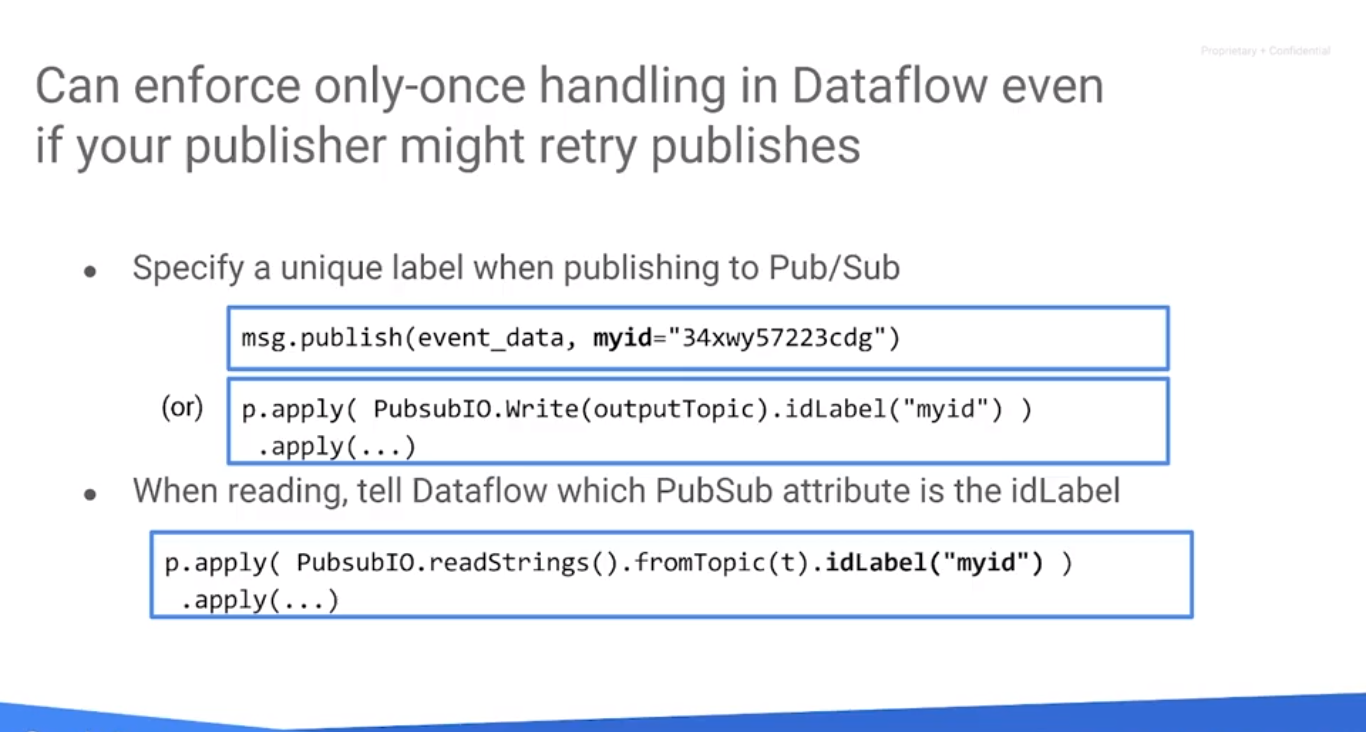 Proprietary + Confidential
Can enforce only-once handling in Dataflow even
if your publisher might retry publishes
● Specify a unique label when publishing to Pub/Sub
msg.publish(event_data, myid="34xwy57223cdg")
(or) p.apply( PubsubIO.Write(outputTopic).idLabel("myid") )
.apply(...)
● When reading, tell Dataflow which PubSub attribute is the idLabel
p.apply( PubsubIO.readStrings().fromTopic(t).idLabel("myid") )
.apply(...)